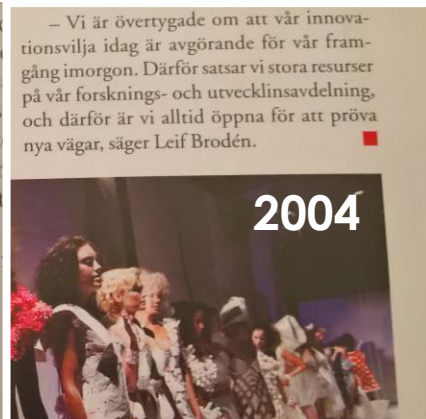 – Vi är övertygade om att vår innova-
tionsvilja idag är avgörande för vår fram-
gång imorgon. Därför satsar vi stora resurser
på vår forsknings- och utvecklinsavdelning,
och därför är vi alltid öppna för att pröva
nya vägar, säger Leif Brodén.
2004